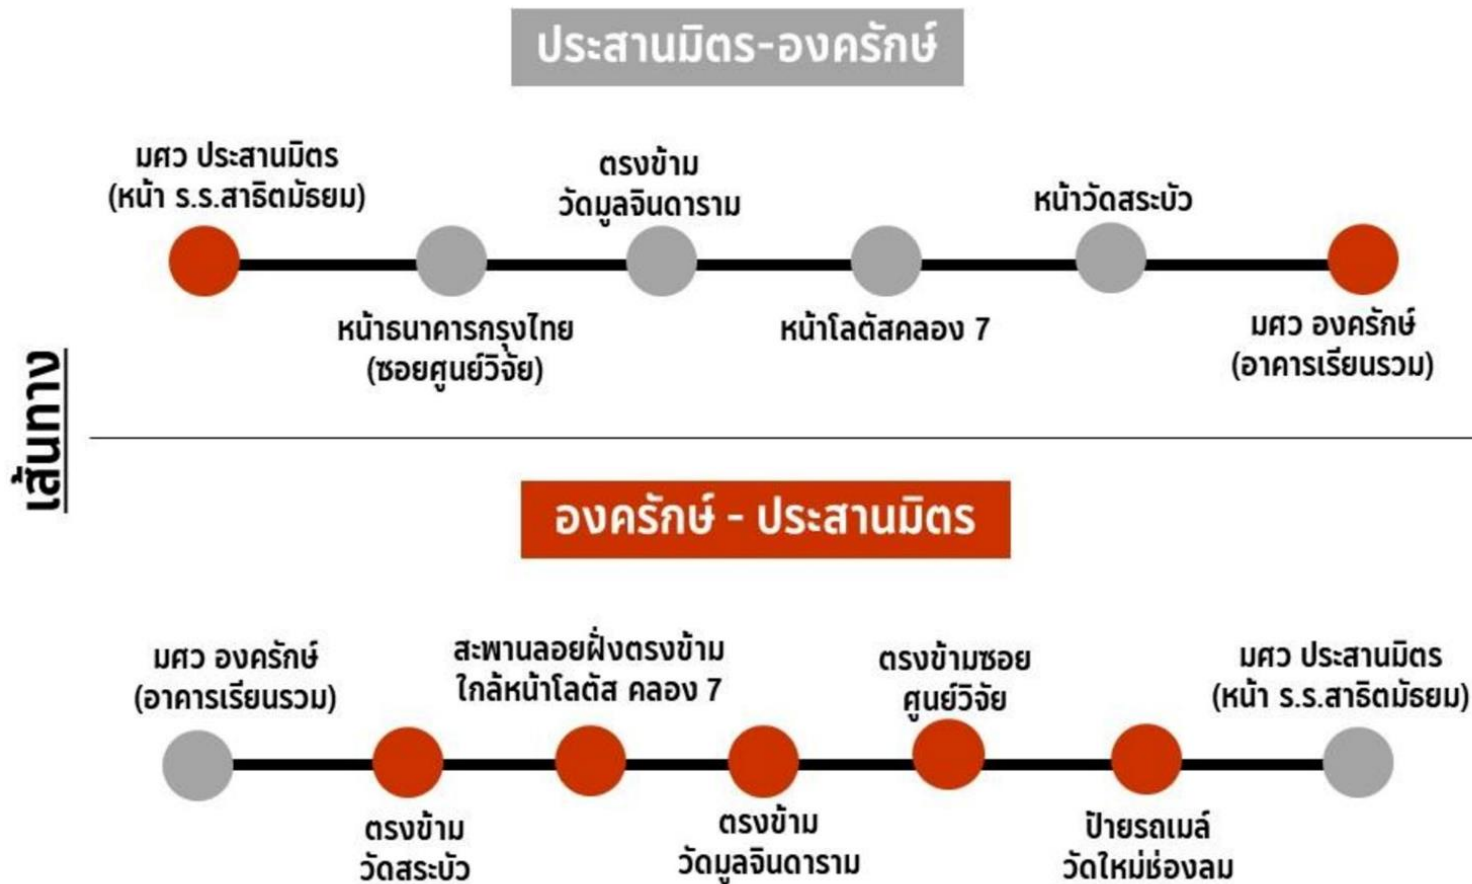 ประสานมิตร-องครักษ์
มศว ประสานมิตร
(หน้า ร.ร.สาธิตมัธยม)
หน้าธนาคารกรุงไทย
(ซอยศูนย์วิจัย)
ตรงข้าม
วัดมูลจินดาราม
หน้าโลตัสคลอง 7
หน้าวัดสระบัว
มศว องครักษ์
(อาคารเรียนรวม)
เส้นทาง
องครักษ์ - ประสานมิตร
มศว องครักษ์
(อาคารเรียนรวม)
ตรงข้าม
วัดสระบัว
สะพานลอยฝั่งตรงข้าม
ใกล้หน้าโลตัส คลอง 7
ตรงข้าม
วัดมูลจินดาราม
ตรงข้ามซอย
ศูนย์วิจัย
ป้ายรถเมล์
วัดใหม่ช่องลม
มศว ประสานมิตร
(หน้า ร.ร.สาธิตมัธยม)